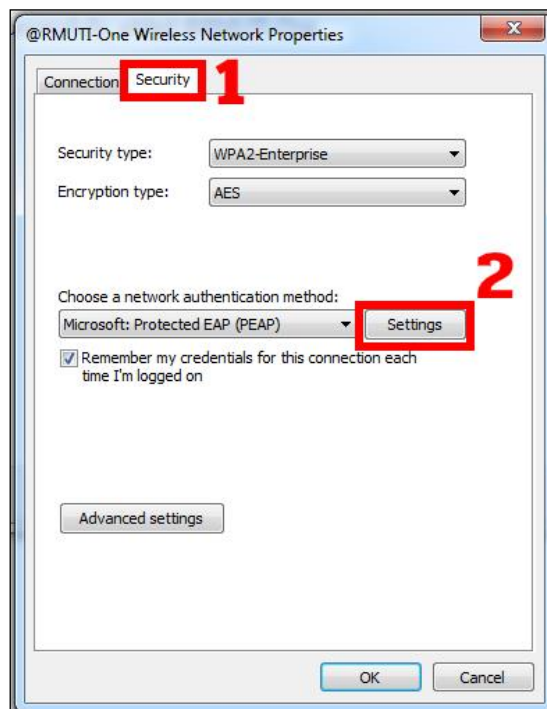 @RMUTI-One Wireless Network Properties
Connection Security 1
Security type: WPA2-Enterprise
Encryption type: AES
2
Choose a network authentication method:
Microsoft: Protected EAP (PEAP) Settings
Remember my credentials for this connection each
time I'm logged on
Advanced settings
OK Cancel